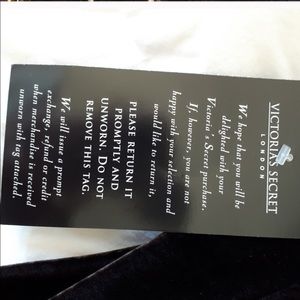 VICTORIA'S SECRET
LONDON
We hope that you will be
delighted with your
Victoria's Secret purchase.
If, however, you are not
happy with your selection and
would like to return it,
PLEASE RETURN IT
PROMPTLY AND
UNWORN. DO NOT
REMOVE THIS TAG.
We will issue a prompt
exchange, refund or credit
when merchandise is received
unworn with tag attached.